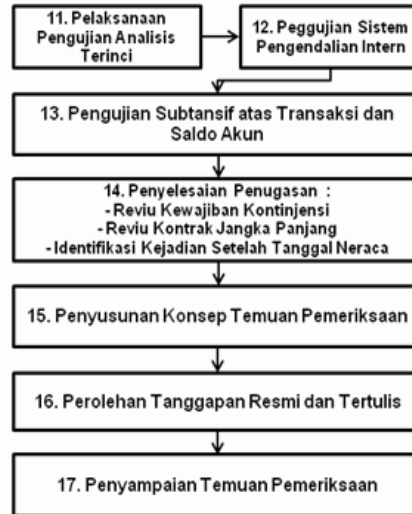 11. Pelaksanaan
Pengujian Analisis
Terinci
12. Peggujian Sistem
Pengendalian Intern
13. Pengujian Subtansif atas Transaksi dan
Saldo Akun
14. Penyelesaian Penugasan :
- Reviu Kewajiban Kontinjensi
- Reviu Kontrak Jangka Panjang
- Identifikasi Kejadian Setelah Tanggal Neraca
15. Penyusunan Konsep Temuan Pemeriksaan
16. Perolehan Tanggapan Resmi dan Tertulis
17. Penyampaian Temuan Pemeriksaan